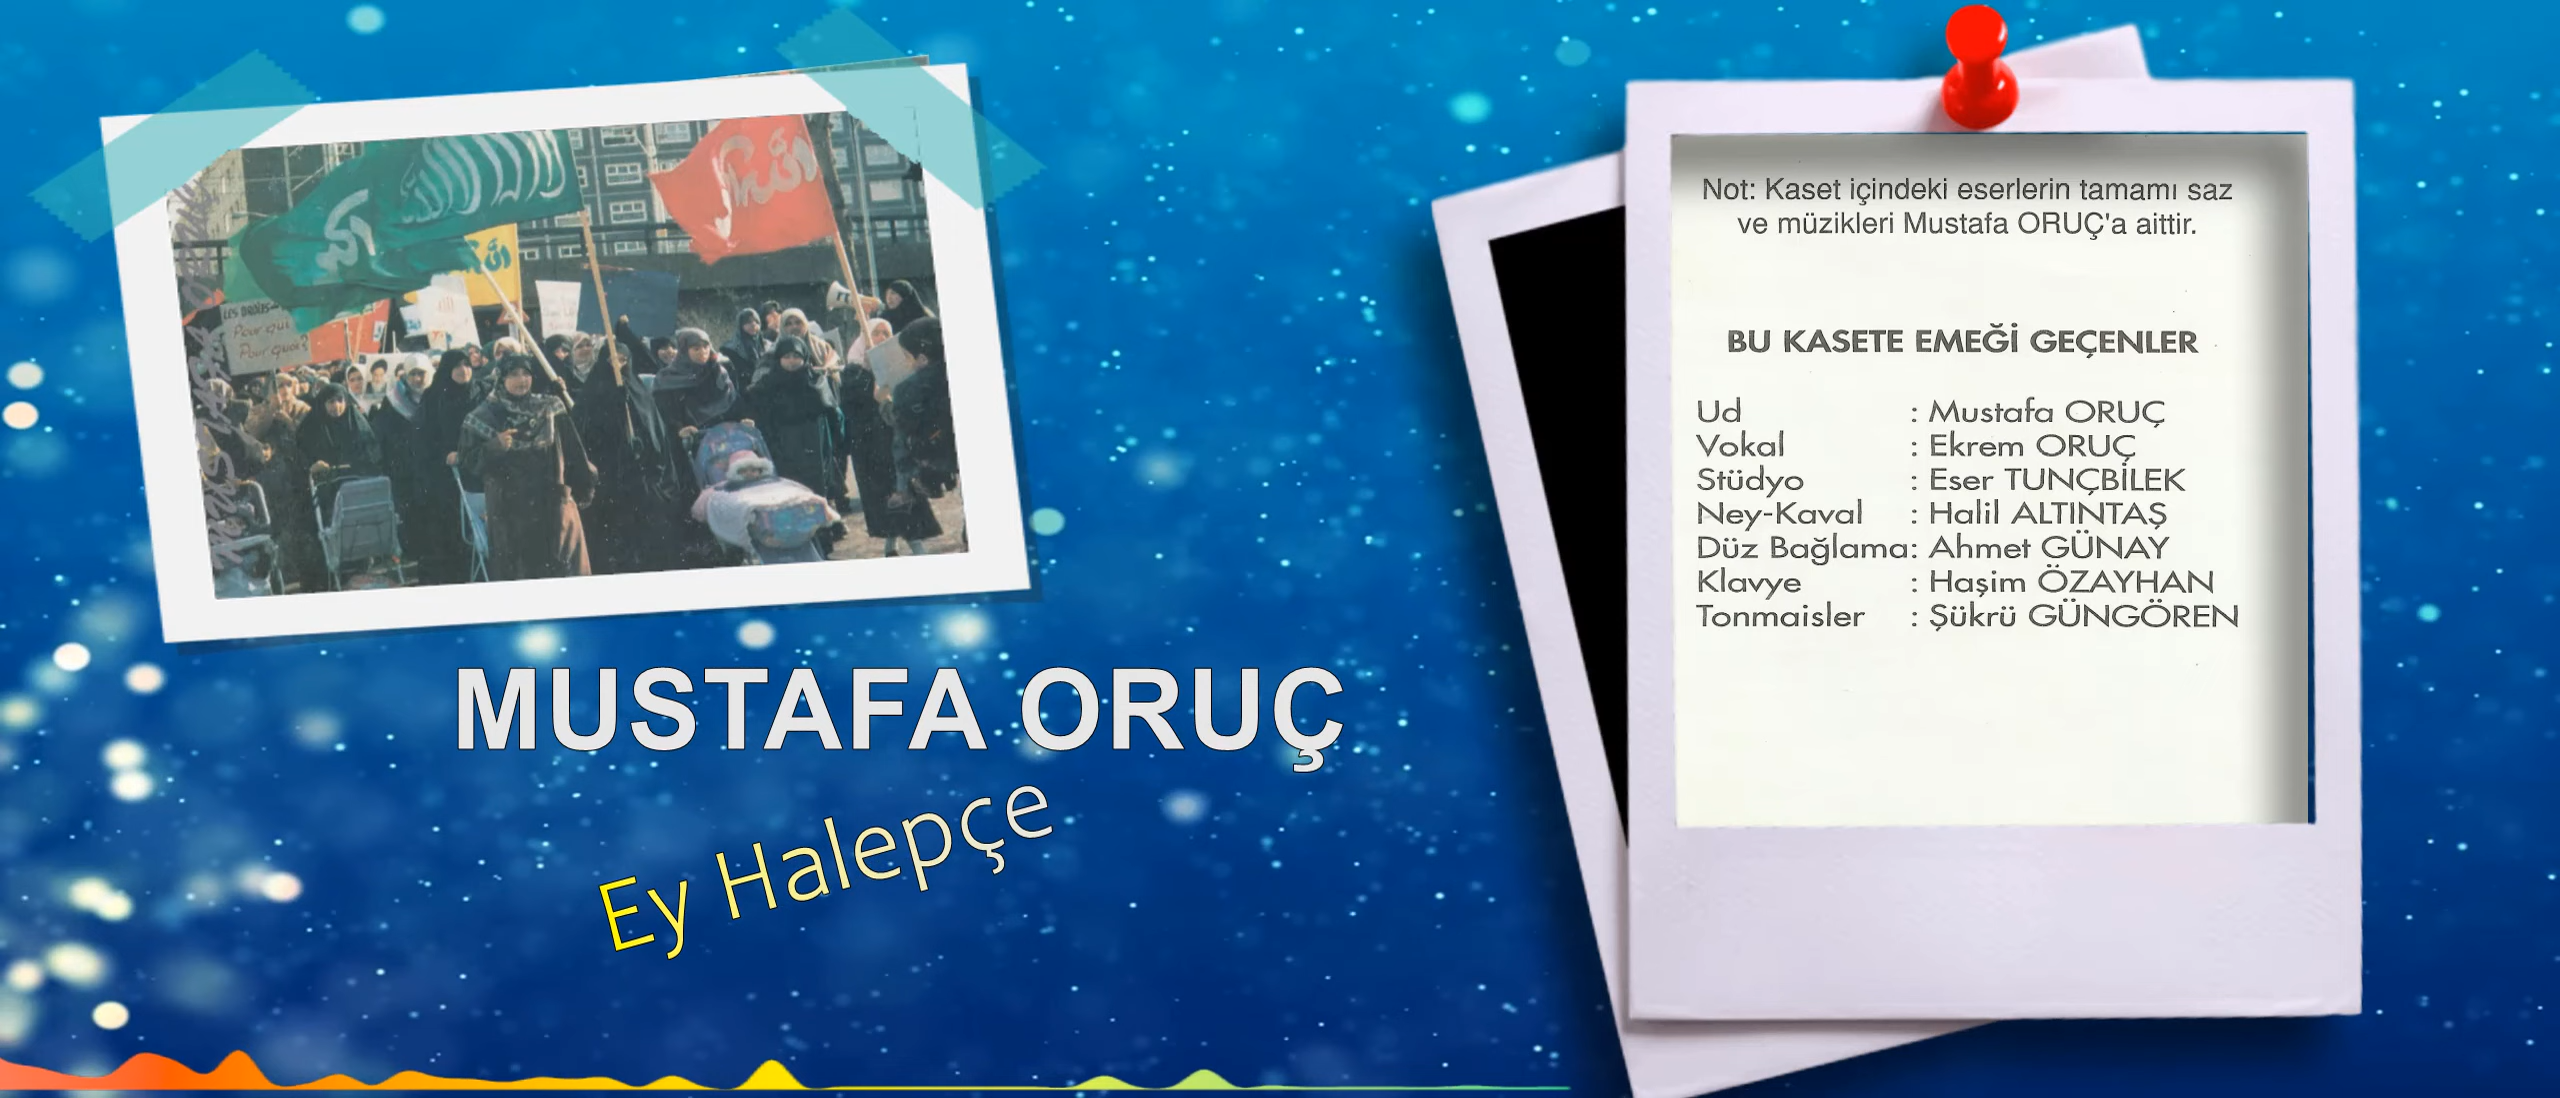 LES DROITS
Pour qui
Pour quoi?
MUSTAFA ORUÇ
Ey Halepçe
Not: Kaset içindeki eserlerin tamamı saz
ve müzikleri Mustafa ORUÇ'a aittir.
BU KASETE EMEĞİ GEÇENLER
Ud : Mustafa ORUÇ
Vokal : Ekrem ORUÇ
Stüdyo : Eser TUNÇBİLEK
Ney-Kaval : Halil ALTINTAŞ
Düz Bağlama: Ahmet GÜNAY
Klavye : Haşim ÖZAYHAN
Tonmaisler : Şükrü GÜNGÖREN